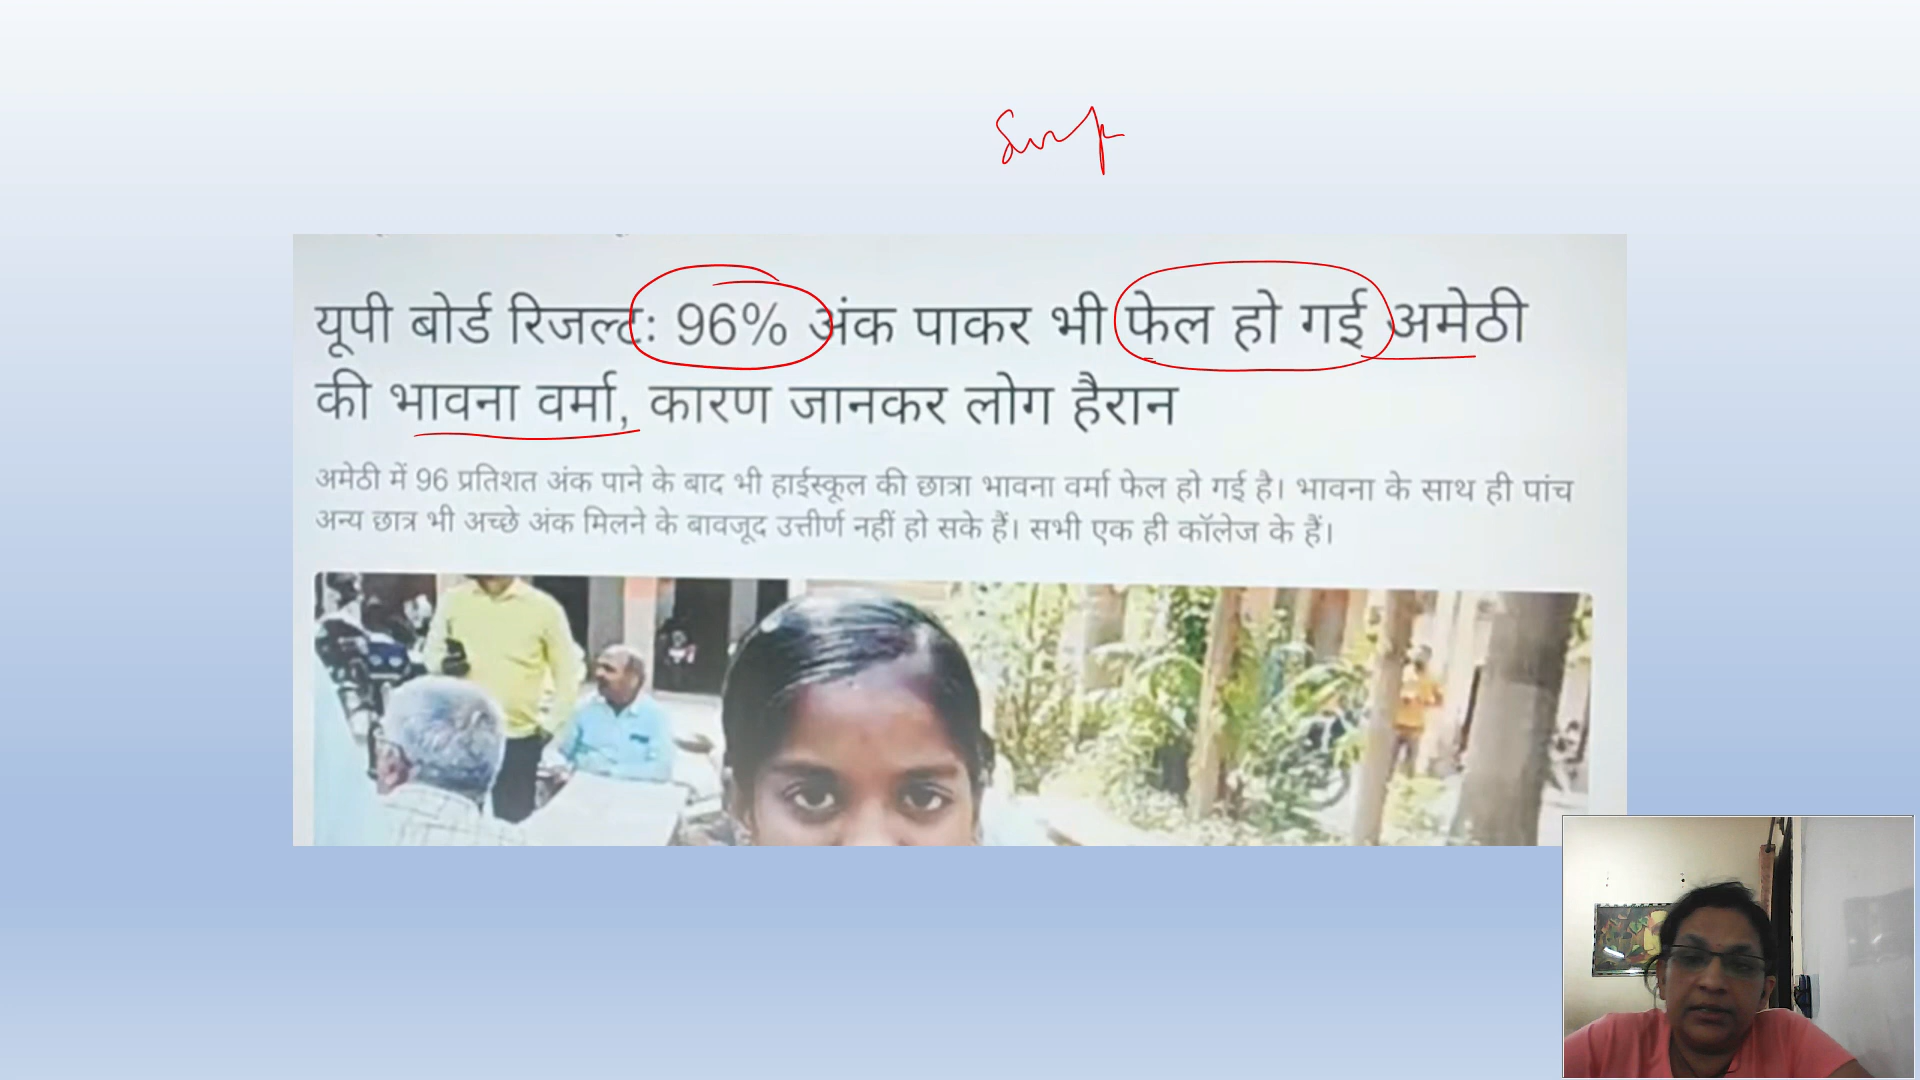 यूपी बोर्ड रिजल्ट: 96% अंक पाकर भी फेल हो गई अमेठी
की भावना वर्मा, कारण जानकर लोग हैरान
अमेठी में 96 प्रतिशत अंक पाने के बाद भी हाईस्कूल की छात्रा भावना वर्मा फेल हो गई है। भावना के साथ ही पांच
अन्य छात्र भी अच्छे अंक मिलने के बावजूद उत्तीर्ण नहीं हो सके हैं। सभी एक ही कॉलेज के हैं।